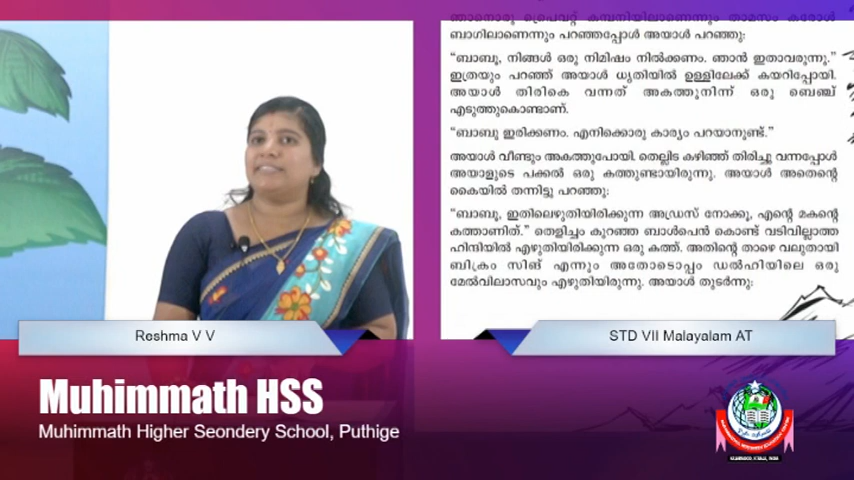 ഞാനൊരു പ്രൈവറ്റ് കമ്പനിയിലാണെന്നും താമസം കരോൾ
ബാഗിലാണെന്നും പറഞ്ഞപ്പോൾ അയാൾ പറഞ്ഞു:
“ബാബൂ, നിങ്ങൾ ഒരു നിമിഷം നിൽക്കണം. ഞാൻ ഇതാവരുന്നു.”
ഇത്രയും പറഞ്ഞ് അയാൾ ധൃതിയിൽ ഉള്ളിലേക്ക് കയറിപ്പോയി.
അയാൾ തിരികെ വന്നത് അകത്തുനിന്ന് ഒരു ബെഞ്ച്
എടുത്തുകൊണ്ടാണ്.
“ബാബു ഇരിക്കണം. എനിക്കൊരു കാര്യം പറയാനുണ്ട്.”
അയാൾ വീണ്ടും അകത്തുപോയി. തെല്ലിട കഴിഞ്ഞ് തിരിച്ചു വന്നപ്പോൾ
അയാളുടെ പക്കൽ ഒരു കത്തുണ്ടായിരുന്നു. അയാൾ അതെന്റെ
കൈയിൽ തന്നിട്ടു പറഞ്ഞു:
“ബാബൂ, ഇതിലെഴുതിയിരിക്കുന്ന അഡ്രസ് നോക്കൂ, എന്റെ മകന്റെ
കത്താണിത്.” തെളിച്ചം കുറഞ്ഞ ബാൾപെൻ കൊണ്ട് വടിവില്ലാത്ത
ഹിന്ദിയിൽ എഴുതിയിരിക്കുന്ന ഒരു കത്ത്. അതിന്റെ താഴെ വലുതായി
ബിക്രം സിങ് എന്നും അതോടൊപ്പം ഡൽഹിയിലെ ഒരു
മേൽവിലാസവും എഴുതിയിരുന്നു. അയാൾ തുടർന്നു:
Reshma V V
STD VII Malayalam AT
Muhimmath HSS
Muhimmath Higher Seondery School, Puthige